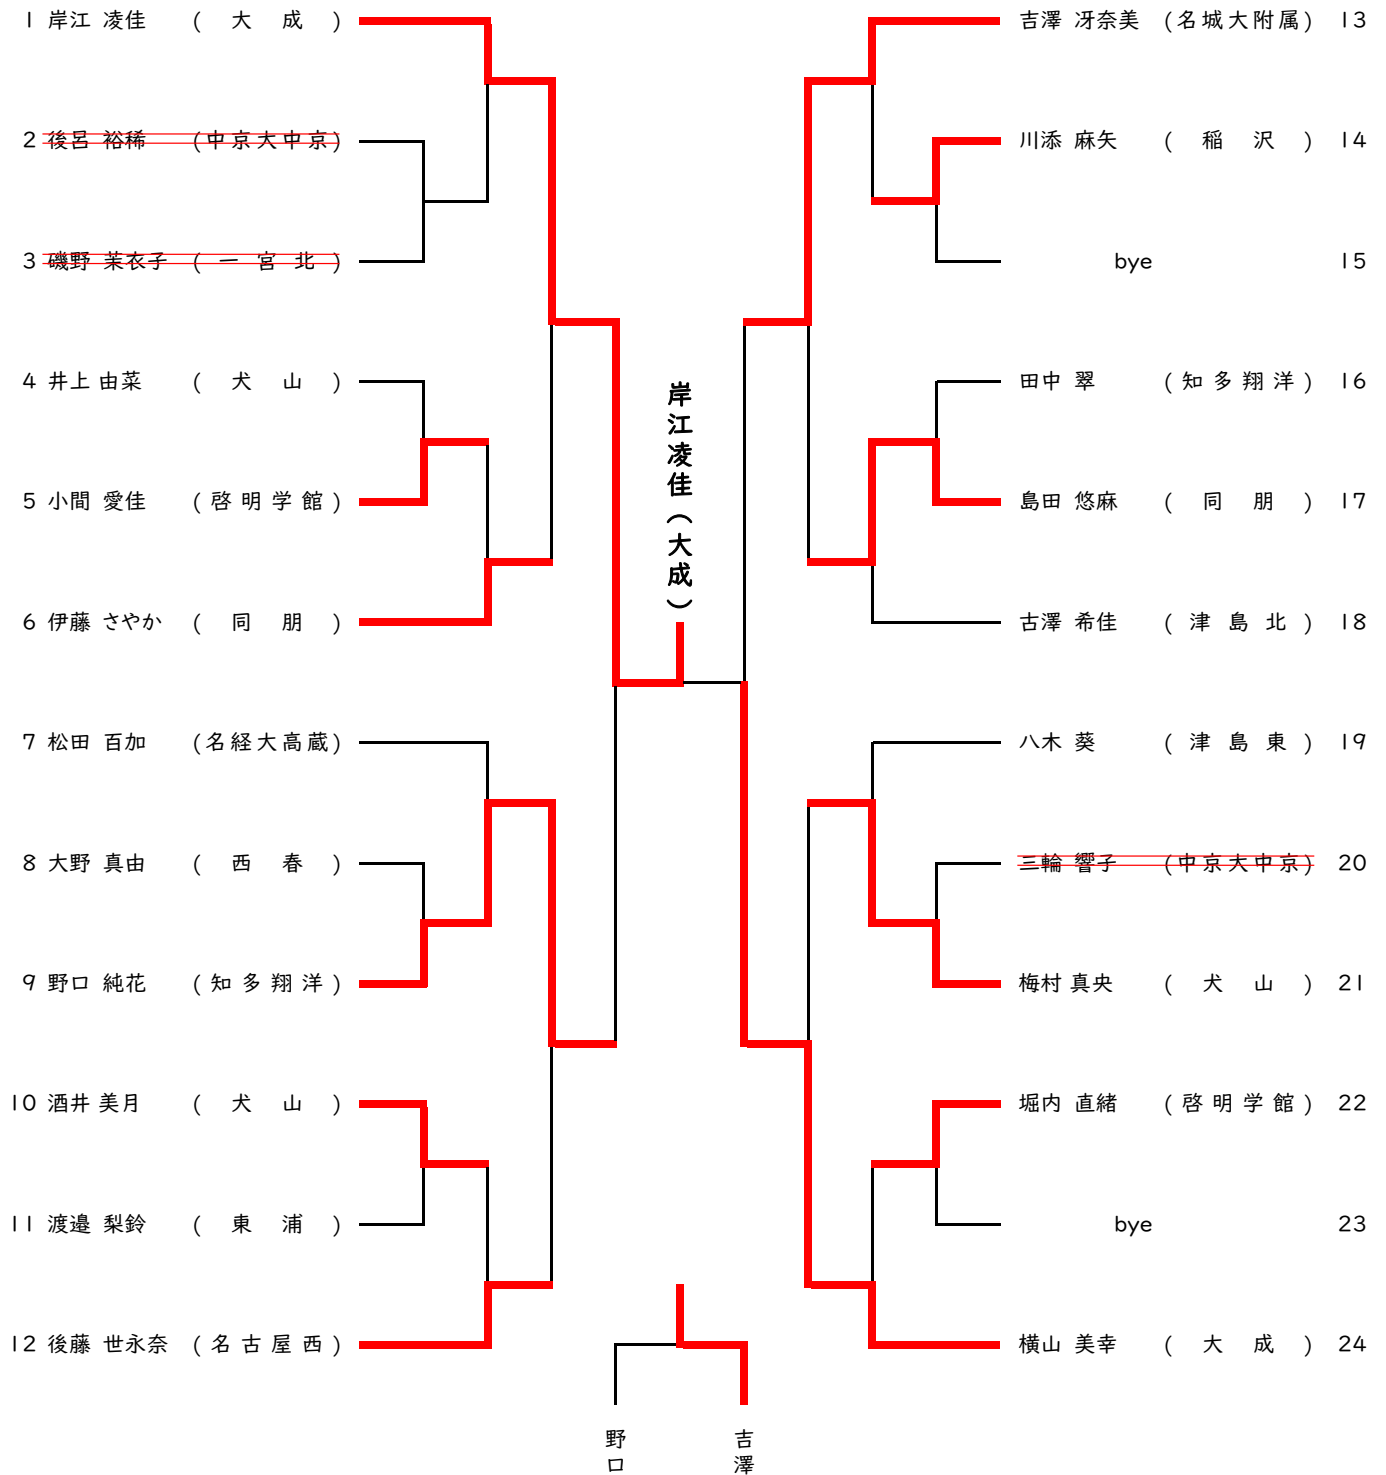 1 岸江 凌佳 ( 大 成 )
2 後呂 裕稀 (中京大中京)
3 磯野 茉衣子 ( 一 宮 北 )
4 井上 由菜 ( 犬 山 )
5 小間 愛佳 (啓明学館)
6 伊藤 さやか ( 同 朋 )
7 松田 百加 (名経大高蔵)
8 大野 真由 ( 西 春 )
9 野口 純花 (知多翔洋)
10 酒井 美月 ( 犬 山 )
11 渡邉 梨鈴 ( 東 浦 )
12 後藤 世永奈 (名古屋西)
岸江凌佳(大成)
野口
吉澤
吉澤 冴奈美 (名城大附属) 13
川添 麻矢 ( 稲 沢 ) 14
bye 15
田中 翠 (知多翔洋) 16
島田 悠麻 ( 同 朋 ) 17
古澤 希佳 ( 津 島 北 ) 18
八木 葵 ( 津 島 東 ) 19
三輪 響子 (中京大中京) 20
梅村 真央 ( 犬 山 ) 21
堀内 直緒 (啓明学館) 22
bye 23
横山 美幸 ( 大 成 ) 24